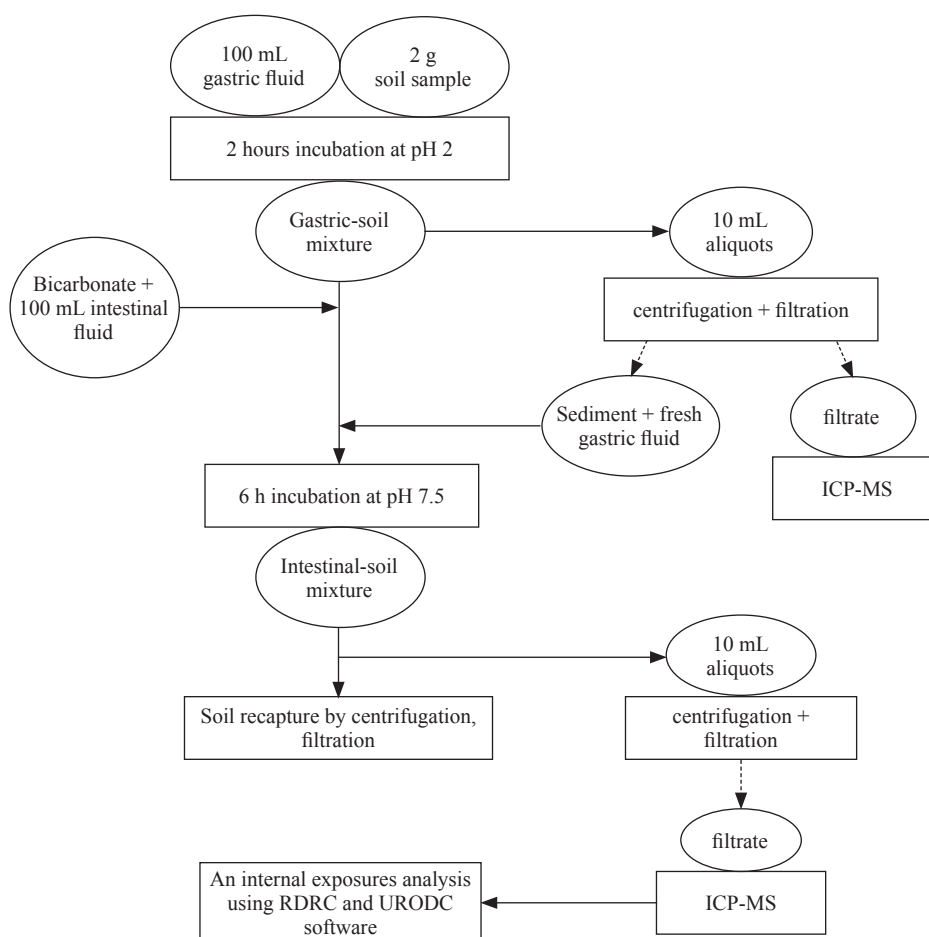 100 mL
gastric fluid
2 g
soil sample
2 hours incubation at pH 2
Gastric-soil
mixture
10 mL
aliquots
Bicarbonate +
100 mL intestinal
fluid
centrifugation + filtration
Sediment + fresh
gastric fluid
filtrate
6 h incubation at pH 7.5
ICP-MS
Intestinal-soil
mixture
10 mL
aliquots
Soil recapture by centrifugation,
filtration
centrifugation +
filtration
filtrate
An internal exposures analysis
using RDRC and URODC
software
ICP-MS